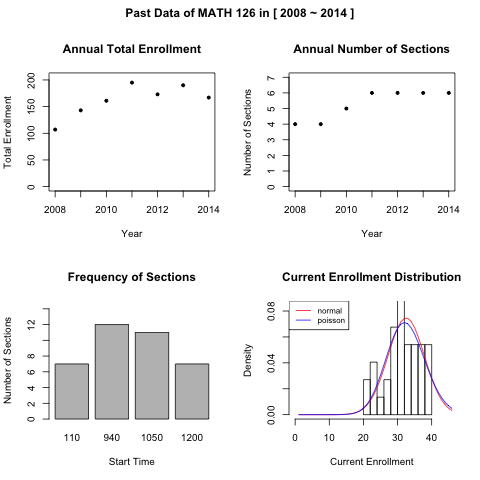 Past Data of MATH 126 in [ 2008 ~ 2014 ]
Annual Total Enrollment
Total Enrollment
200
150
100
50
0
2008 2010 2012 2014
Year
Annual Number of Sections
Number of Sections
7
6
5
4
3
2
1
0
2008 2010 2012 2014
Year
Frequency of Sections
Number of Sections
12
8
6
4
2
0
110 940 1050 1200
Start Time
Current Enrollment Distribution
normal
poisson
Density
0.08
0.04
0.00
0 10 20 30 40
Current Enrollment